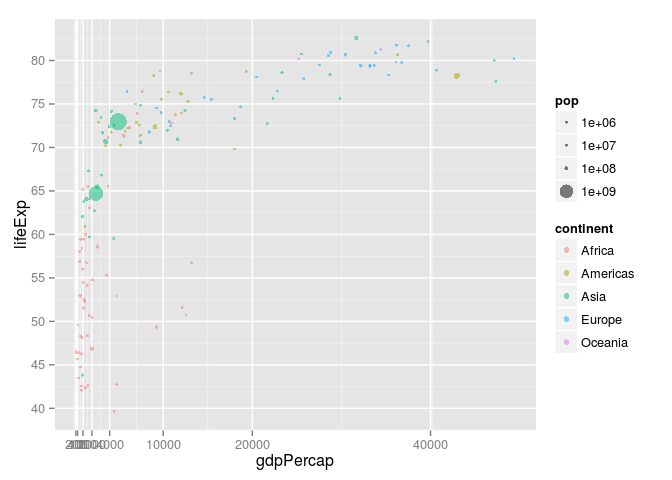 80
75
70
65
60
55
50
45
40
lifeExp
4000
10000
20000
40000
gdpPercap
pop
1e+06
1e+07
1e+08
1e+09
continent
Africa
Americas
Asia
Europe
Oceania